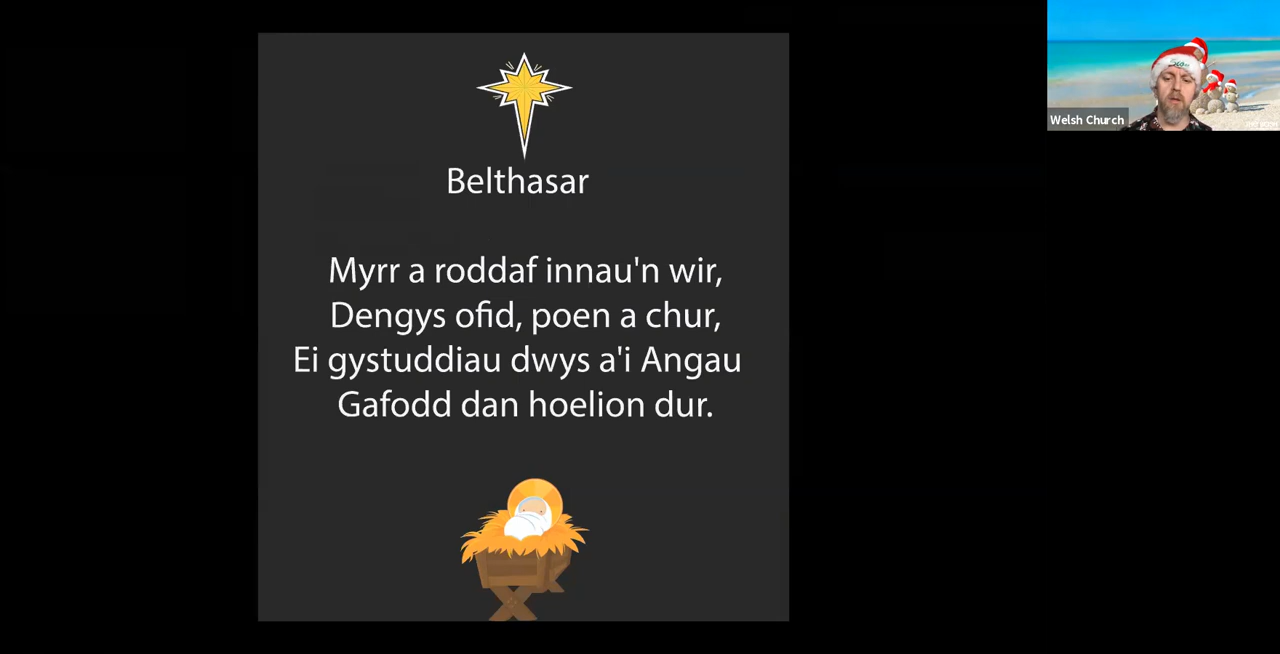 Belthasar
Myrr a roddaf innau'n wir,
Dengys ofid, poen a chur,
Ei gystuddiau dwys a'i Angau
Gafodd dan hoelion dur.
Welsh Church